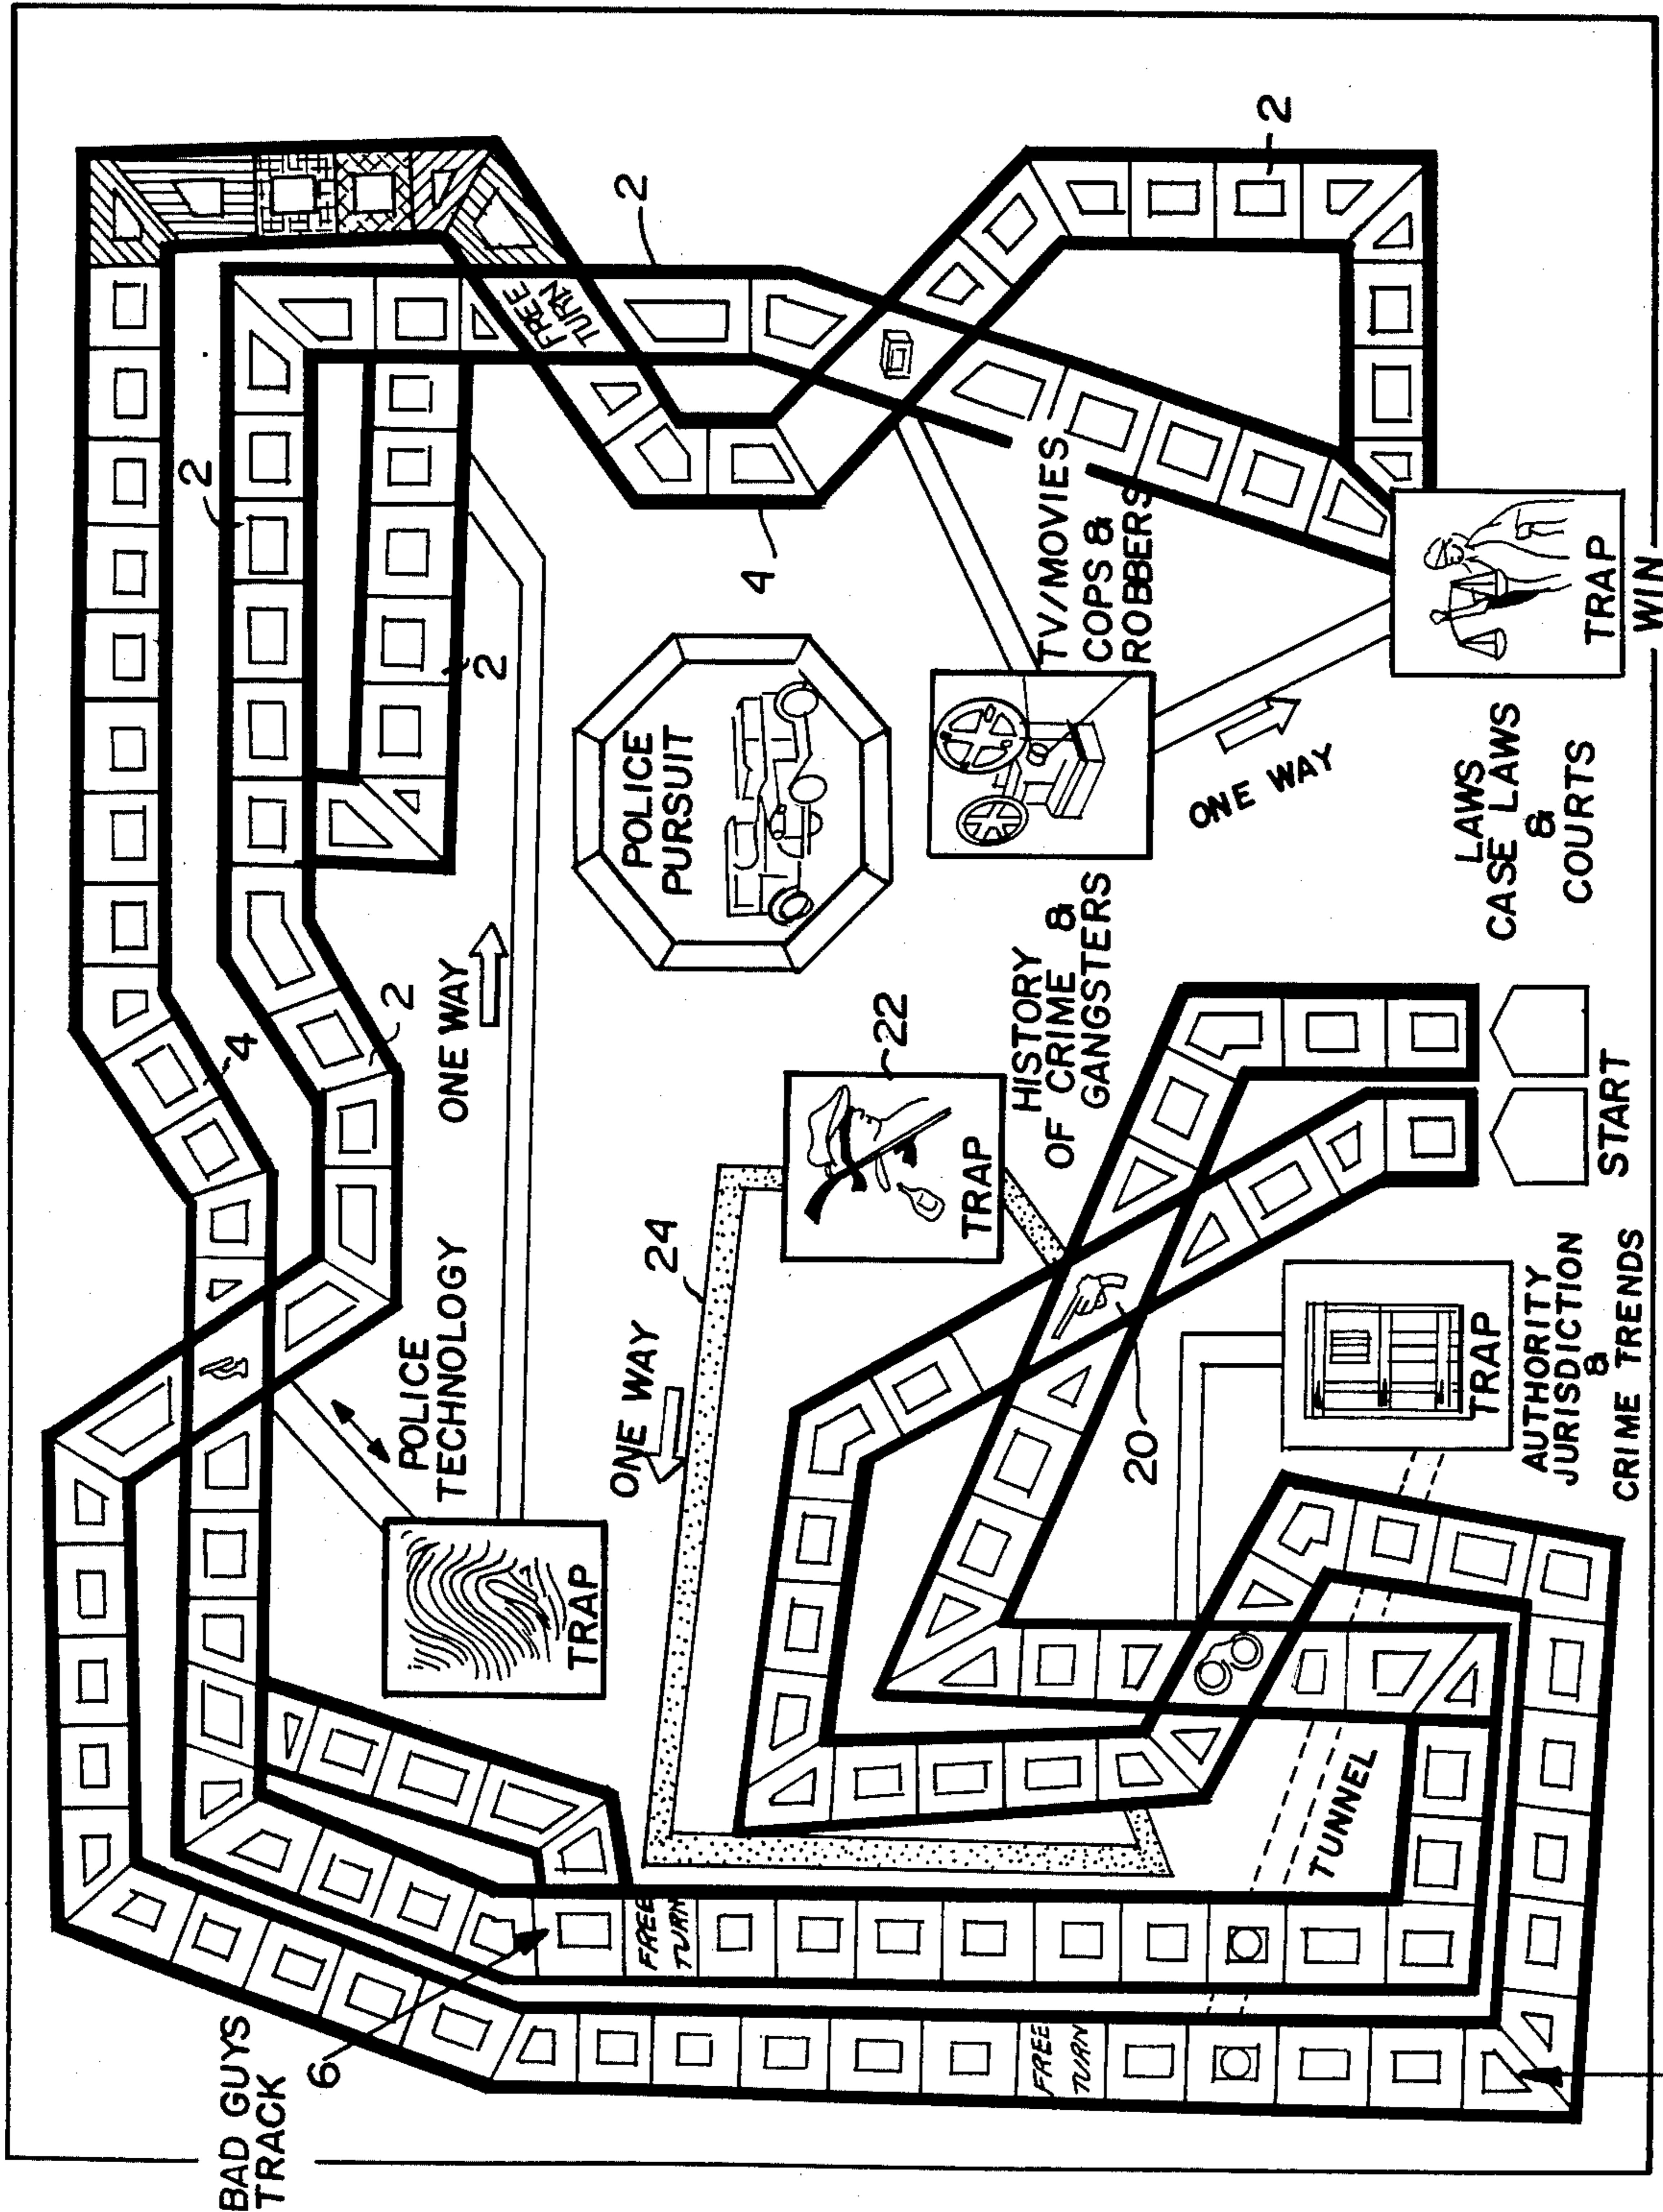 BAD GUYS
TRACK
6
FREE
TURN
FREE
TURN
TUNNEL
TRAP
POLICE
TECHNOLOGY
ONE WAY
ONE WAY
24
22
20
TRAP
HISTORY
OF CRIME &
GANGSTERS
TRAP
AUTHORITY
JURISDICTION
&
CRIME TRENDS
START
POLICE
PURSUIT
TV/MOVIES
COPS &
ROBBERS
ONE WAY
LAWS
CASE LAWS
&
COURTS
TRAP
WIN
FREE
TURN
2
2
2
2
2
4
4